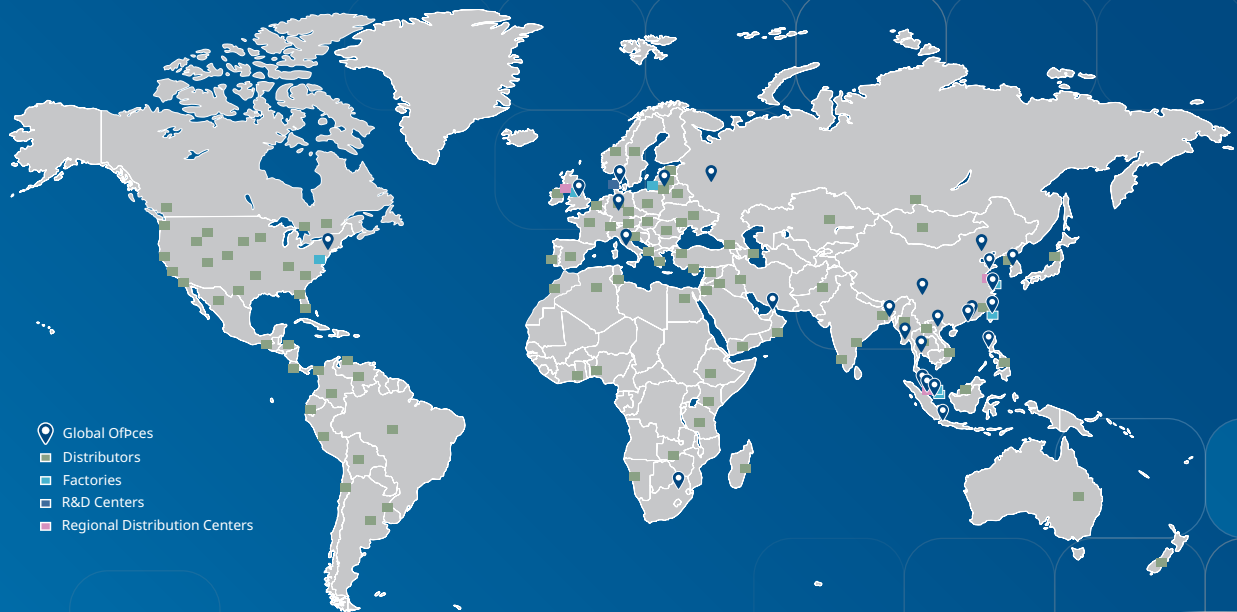 Global OfÞces
Distributors
Factories
R&D Centers
Regional Distribution Centers